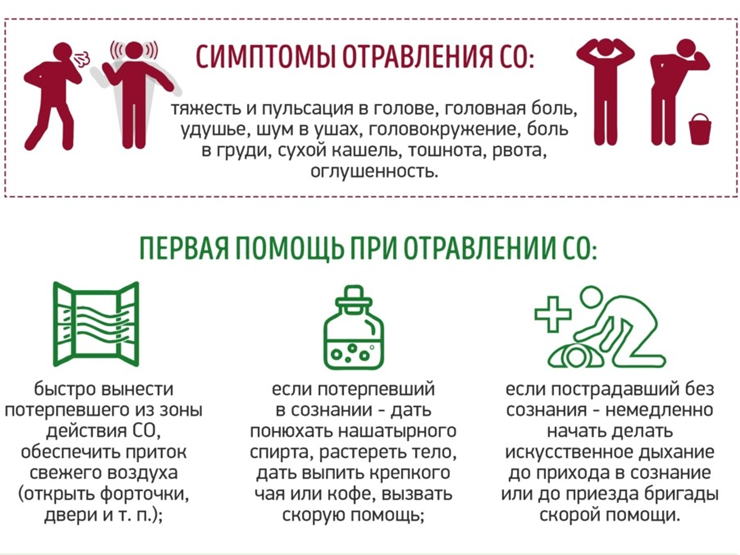 СИМПТОМЫ ОТРАВЛЕНИЯ СО:
тяжесть и пульсация в голове, головная боль,
удушье, шум в ушах, головокружение, боль
в груди, сухой кашель, тошнота, рвота,
оглушенность.
ПЕРВАЯ ПОМОЩЬ ПРИ ОТРАВЛЕНИИ СО:
быстро вынести
потерпевшего из зоны
действия СО,
обеспечить приток
свежего воздуха
(открыть форточки,
двери и т. п.);
если потерпевший
в сознании - дать
понюхать нашатырного
спирта, растереть тело,
дать выпить крепкого
чая или кофе, вызвать
скорую помощь;
если пострадавший без
сознания - немедленно
начать делать
искусственное дыхание
до прихода в сознание
или до приезда бригады
скорой помощи.